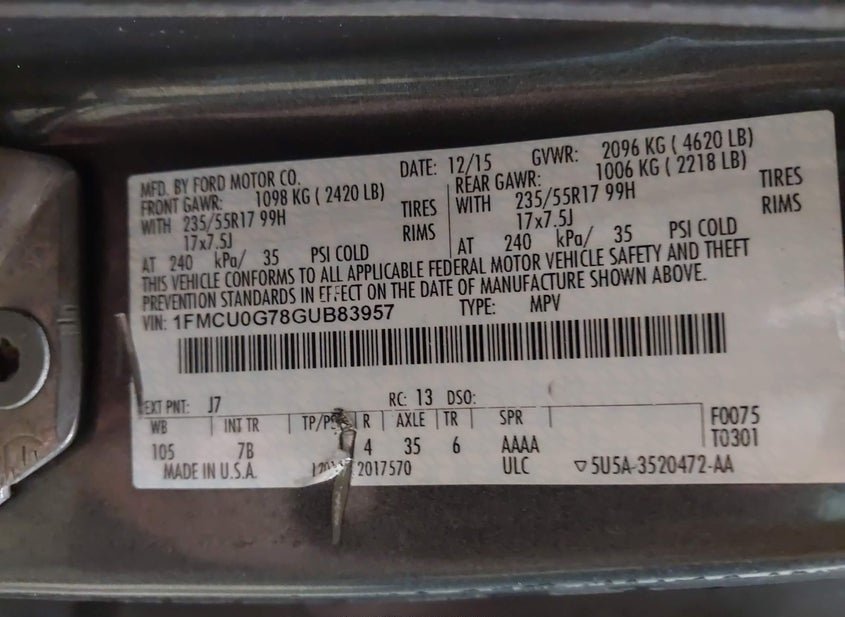 MFD. BY FORD MOTOR CO. DATE: 12/15 GVWR: 2096 KG ( 4620 LB)
FRONT GAWR: 1098 KG ( 2420 LB) REAR GAWR: 1006 KG ( 2218 LB)
WITH 235/55R17 99H TIRES WITH 235/55R17 99H TIRES
17x7.5J RIMS 17x7.5J RIMS
AT 240 kPa/ 35 PSI COLD AT 240 kPa/ 35 PSI COLD
THIS VEHICLE CONFORMS TO ALL APPLICABLE FEDERAL MOTOR VEHICLE SAFETY AND THEFT
PREVENTION STANDARDS IN EFFECT ON THE DATE OF MANUFACTURE SHOWN ABOVE.
VIN: 1FMCU0G78GUB83957 TYPE: MPV
EXT PNT: J7 RC: 13 DSO:
WB INT TR R AXLE TR SPR F0075
105 7B 4 35 6 AAAA T0301
MADE IN U.S.A. 2017570 ULC 5U5A-3520472-AA